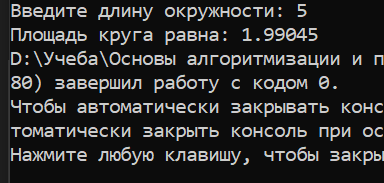 Введите длину окружности: 5
Площадь круга равна: 1.99045
D:\Учеба\Основы алгоритмизации и п
80) завершил работу с кодом 0.
Чтобы автоматически закрывать конс
томатически закрыть консоль при ос
Нажмите любую клавишу, чтобы закры